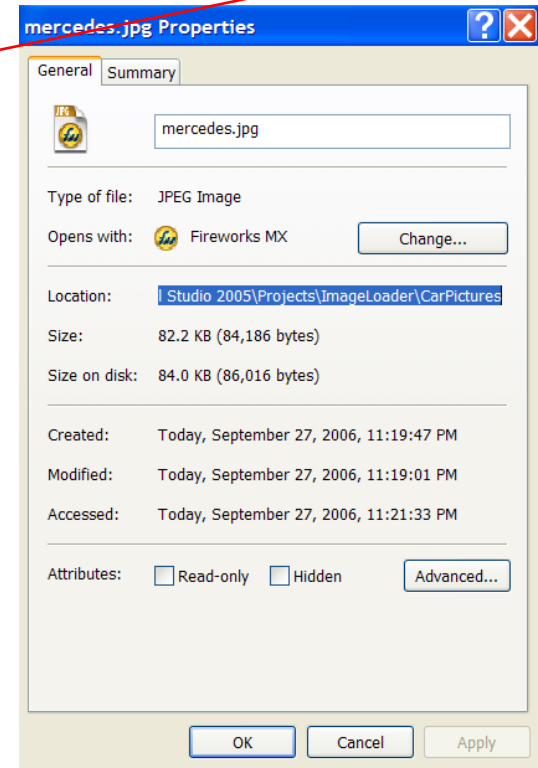 mercedes.jpg Properties
General Summary
JPG
mercedes.jpg
Type of file: JPEG Image
Opens with: Fireworks MX Change...
Location: l Studio 2005\Projects\ImageLoader\CarPictures
Size: 82.2 KB (84,186 bytes)
Size on disk: 84.0 KB (86,016 bytes)
Created: Today, September 27, 2006, 11:19:47 PM
Modified: Today, September 27, 2006, 11:19:01 PM
Accessed: Today, September 27, 2006, 11:21:33 PM
Attributes: Read-only Hidden Advanced...
OK Cancel Apply